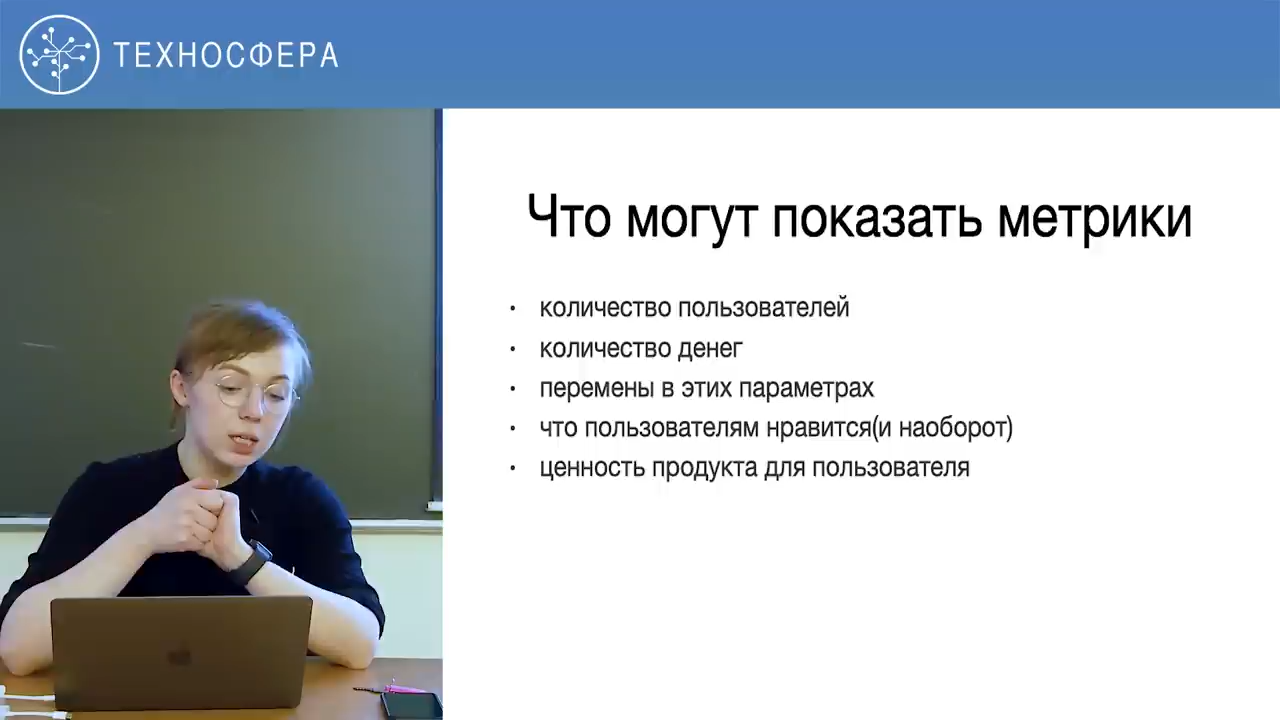 ТЕХНОСФЕРА
Что могут показать метрики
• количество пользователей
• количество денег
• перемены в этих параметрах
• что пользователям нравится(и наоборот)
• ценность продукта для пользователя